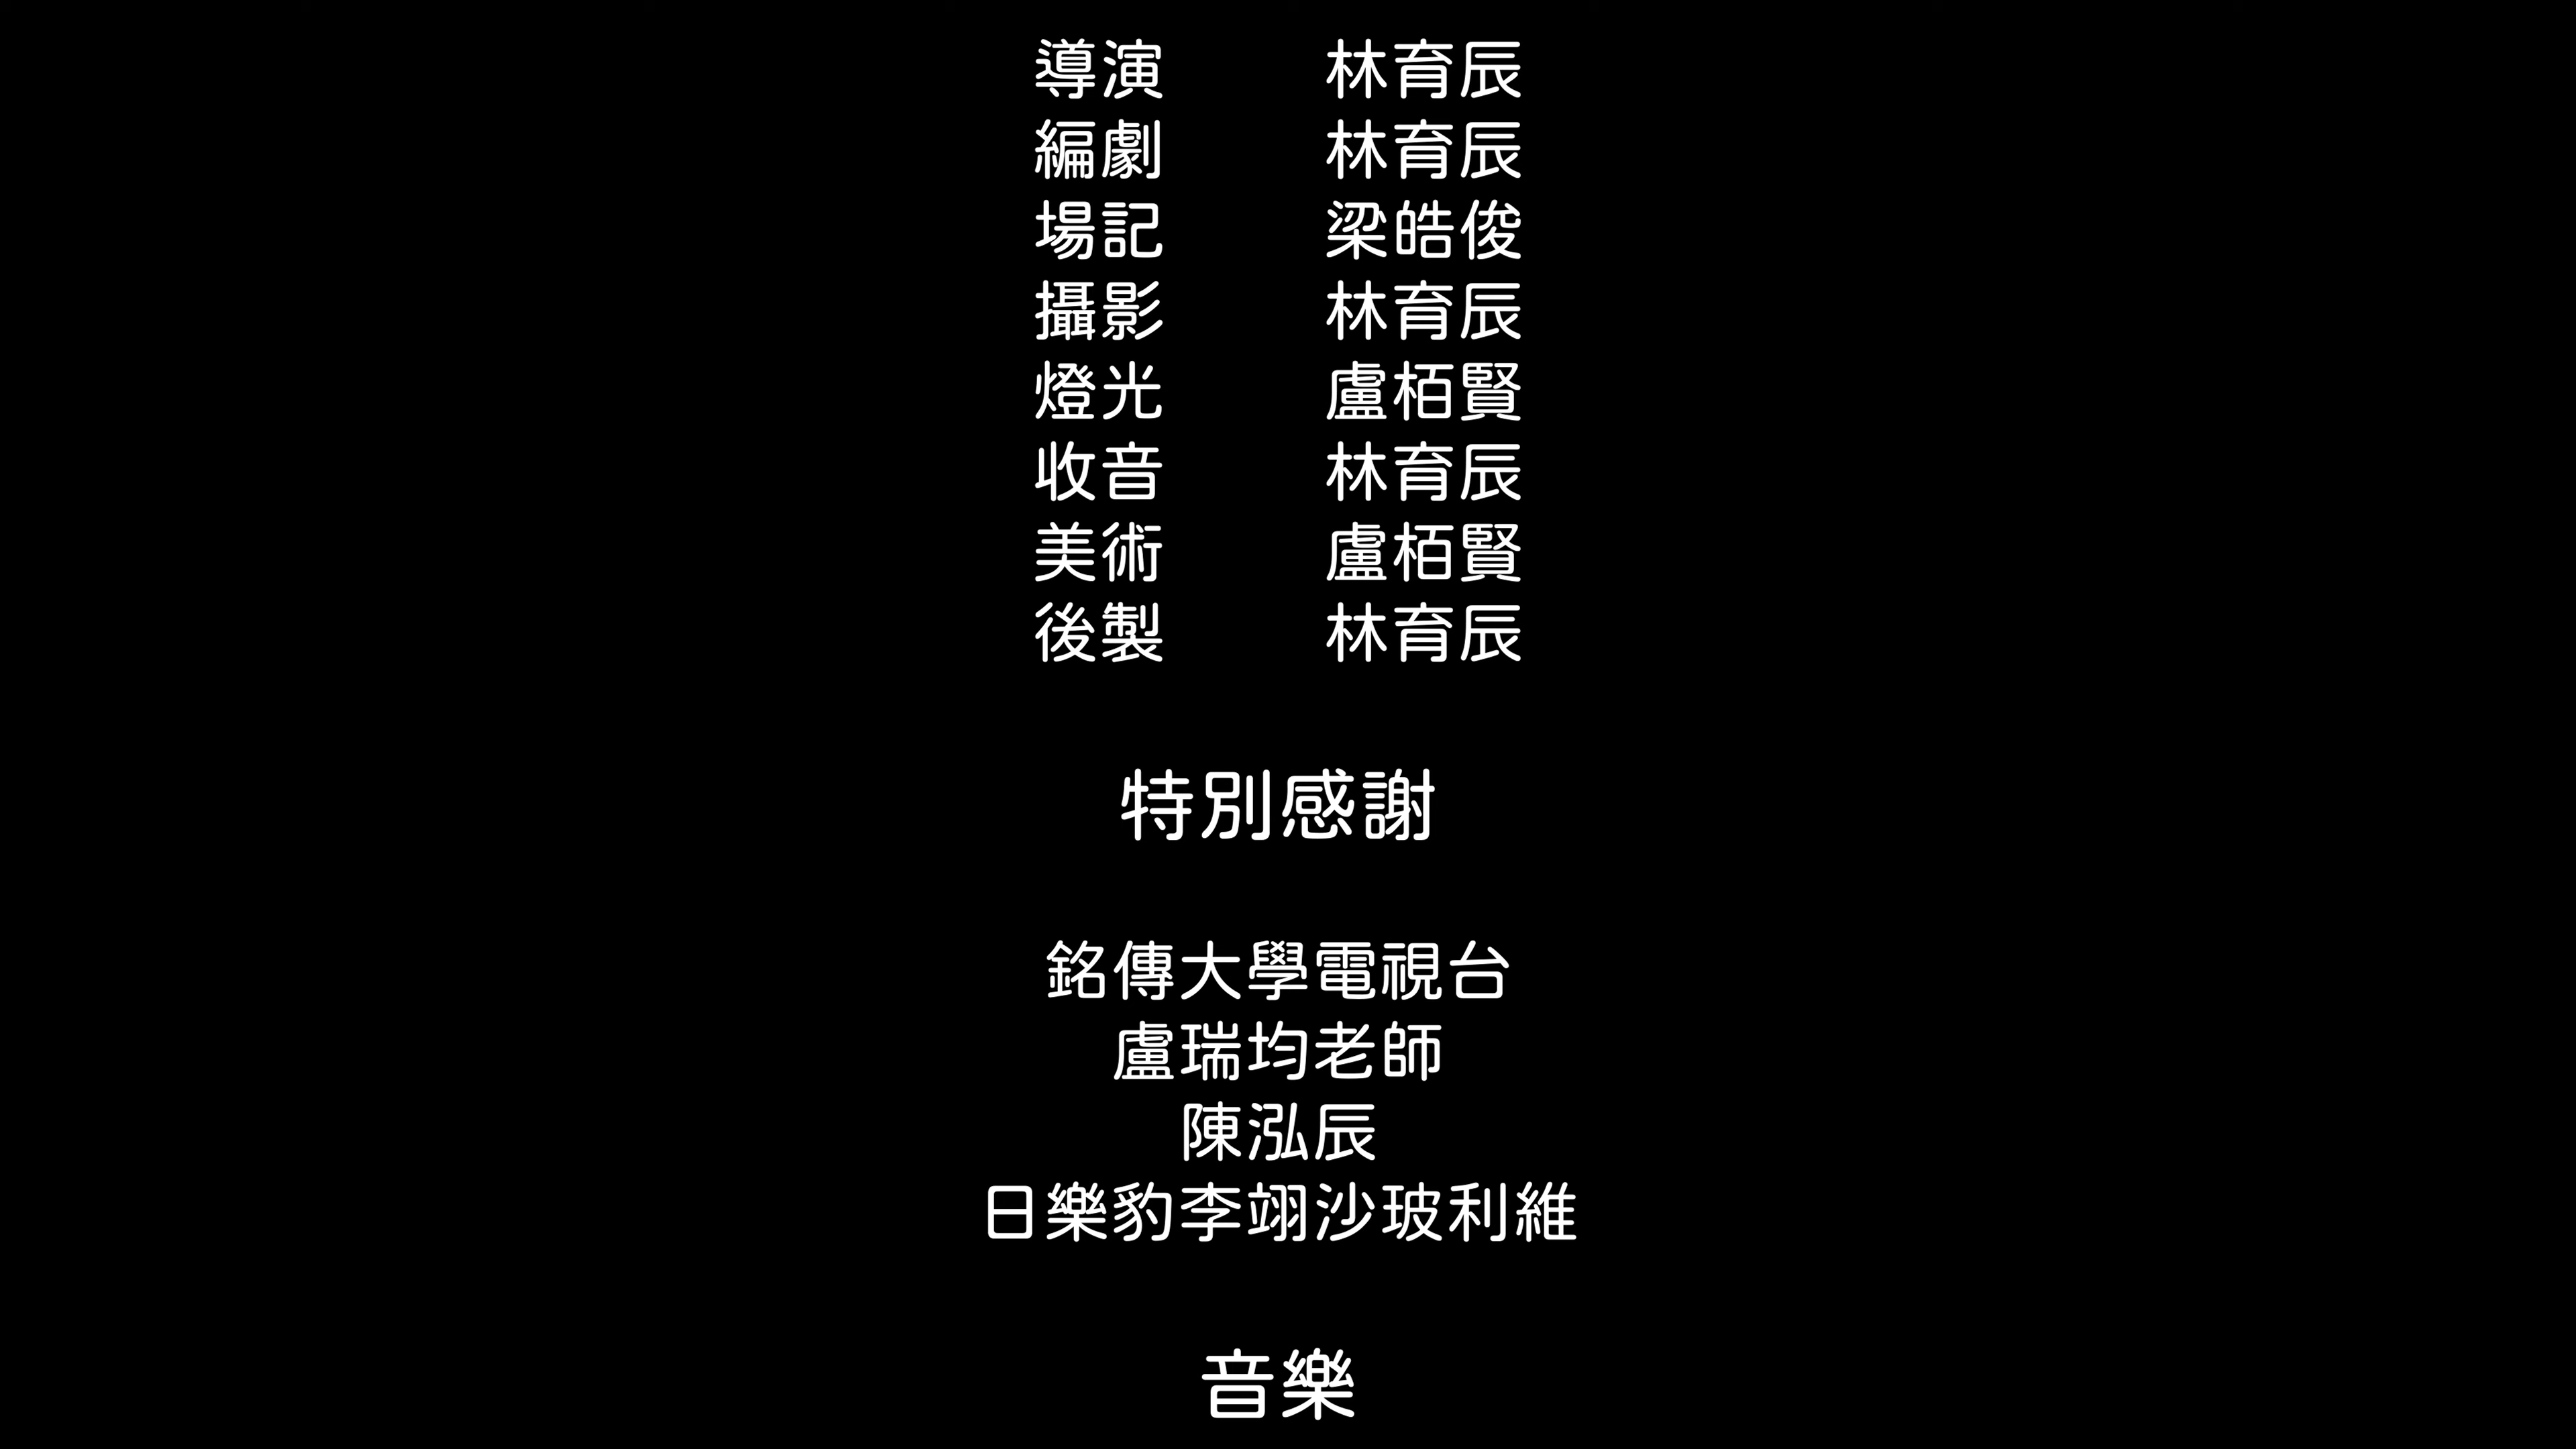 導演 林育辰
編劇 林育辰
場記 梁皓俊
攝影 林育辰
燈光 盧栢賢
收音 林育辰
美術 盧栢賢
後製 林育辰
特別感謝
銘傳大學電視台
盧瑞均老師
陳泓辰
日樂豹李翊沙玻利維
音樂